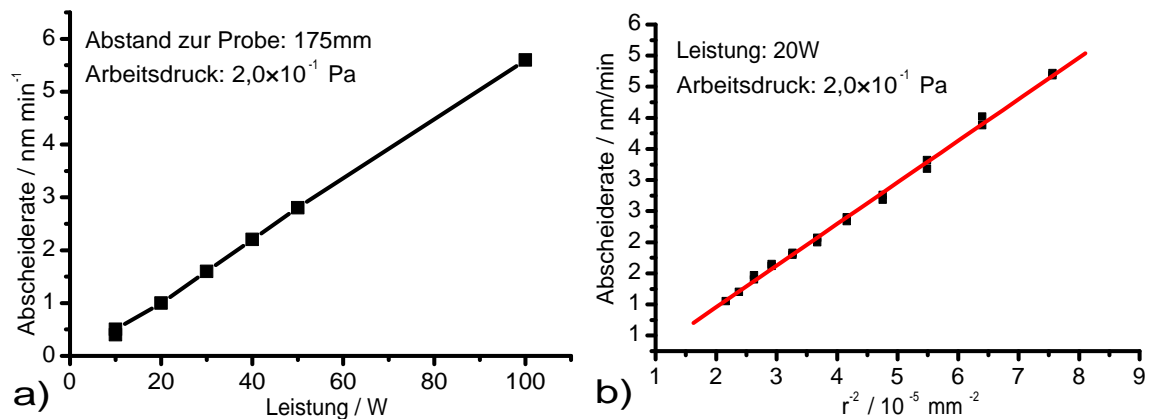 Abstand zur Probe: 175mm
Arbeitsdruck: 2,0×10⁻¹ Pa
Abscheiderate / nm min⁻¹
6
5
4
3
2
1
0
0 20 40 60 80 100
Leistung / W
a)
Leistung: 20W
Arbeitsdruck: 2,0×10⁻¹ Pa
Abscheiderate / nm/min
6
5
5
4
4
3
3
2
2
1
1
1 2 3 4 5 6 7 8 9
r⁻² / 10⁻⁵ mm⁻²
b)